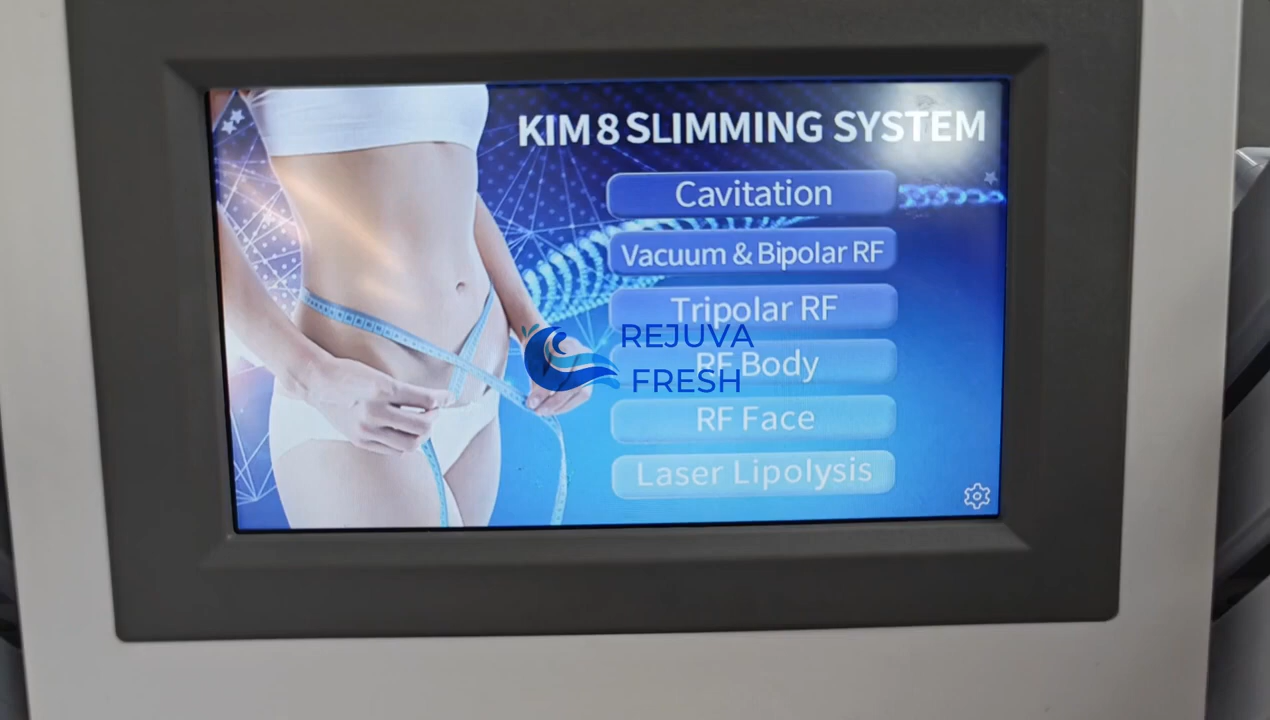 KIM 8 SLIMMING SYSTEM
Cavitation
Vacuum & Bipolar RF
Tripolar RF
RF Body
RF Face
Laser Lipolysis
REJUVA
FRESH